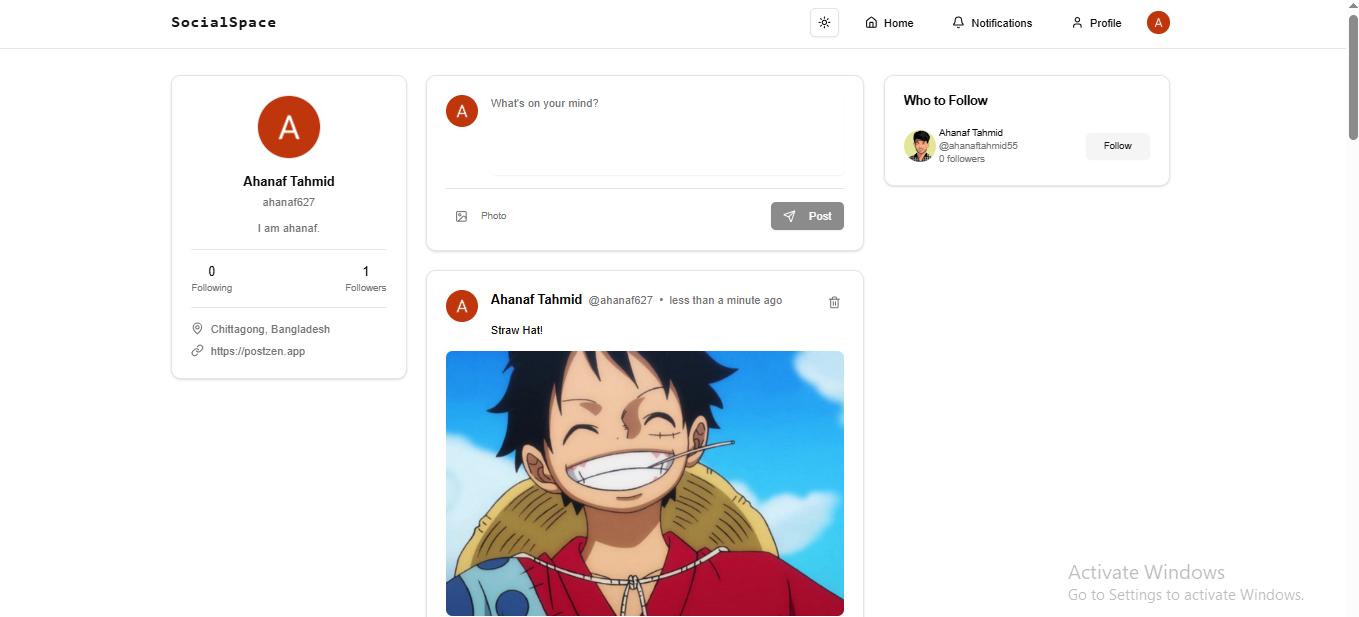 SocialSpace
Home
Notifications
Profile
A
A
Ahanaf Tahmid
ahanaf627
I am ahanaf.
0
Following
1
Followers
Chittagong, Bangladesh
https://postzen.app
A
What's on your mind?
Photo
Post
A
Ahanaf Tahmid @ahanaf627 • less than a minute ago
Straw Hat!
Who to Follow
Ahanaf Tahmid
@ahanaftahmid55
0 followers
Follow
Activate Windows
Go to Settings to activate Windows.